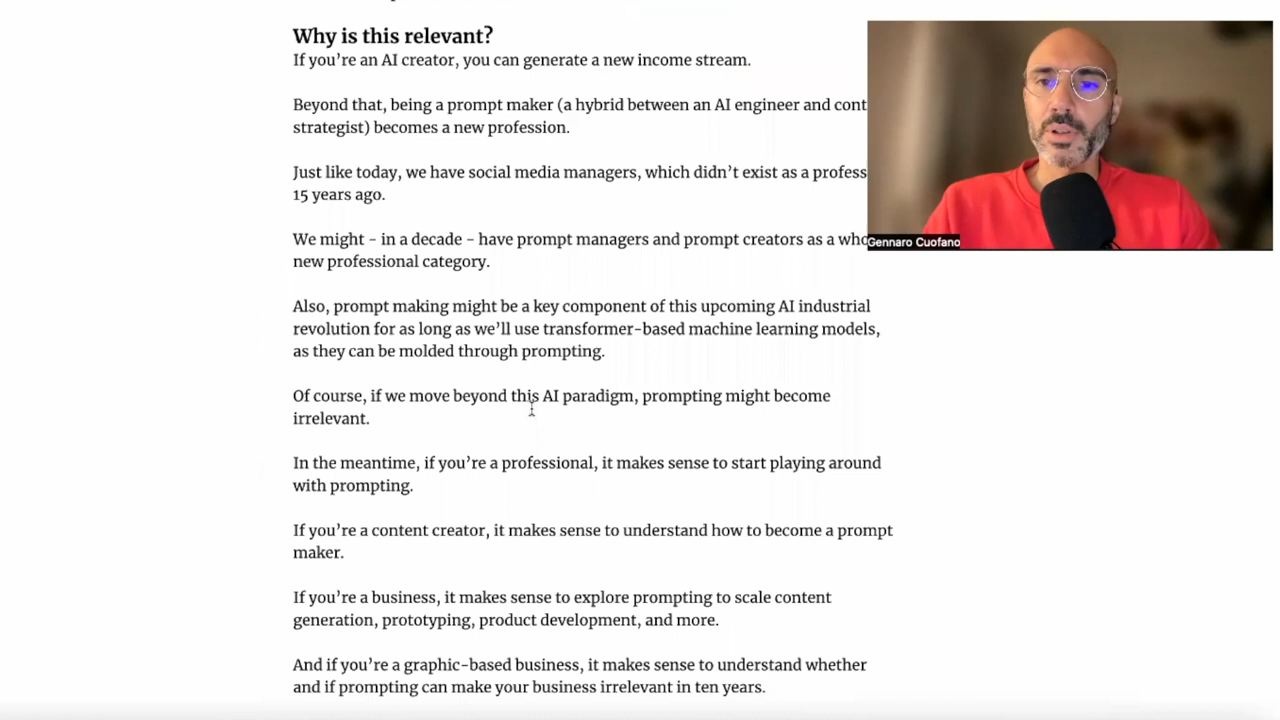 Why is this relevant?
If you’re an AI creator, you can generate a new income stream.
Beyond that, being a prompt maker (a hybrid between an AI engineer and cont
strategist) becomes a new profession.
Just like today, we have social media managers, which didn’t exist as a profess
15 years ago.
We might - in a decade - have prompt managers and prompt creators as a who
new professional category.
Also, prompt making might be a key component of this upcoming AI industrial
revolution for as long as we’ll use transformer-based machine learning models,
as they can be molded through prompting.
Of course, if we move beyond this AI paradigm, prompting might become
irrelevant.
In the meantime, if you’re a professional, it makes sense to start playing around
with prompting.
If you’re a content creator, it makes sense to understand how to become a prompt
maker.
If you’re a business, it makes sense to explore prompting to scale content
generation, prototyping, product development, and more.
And if you’re a graphic-based business, it makes sense to understand whether
and if prompting can make your business irrelevant in ten years.
Gennaro Cuofano